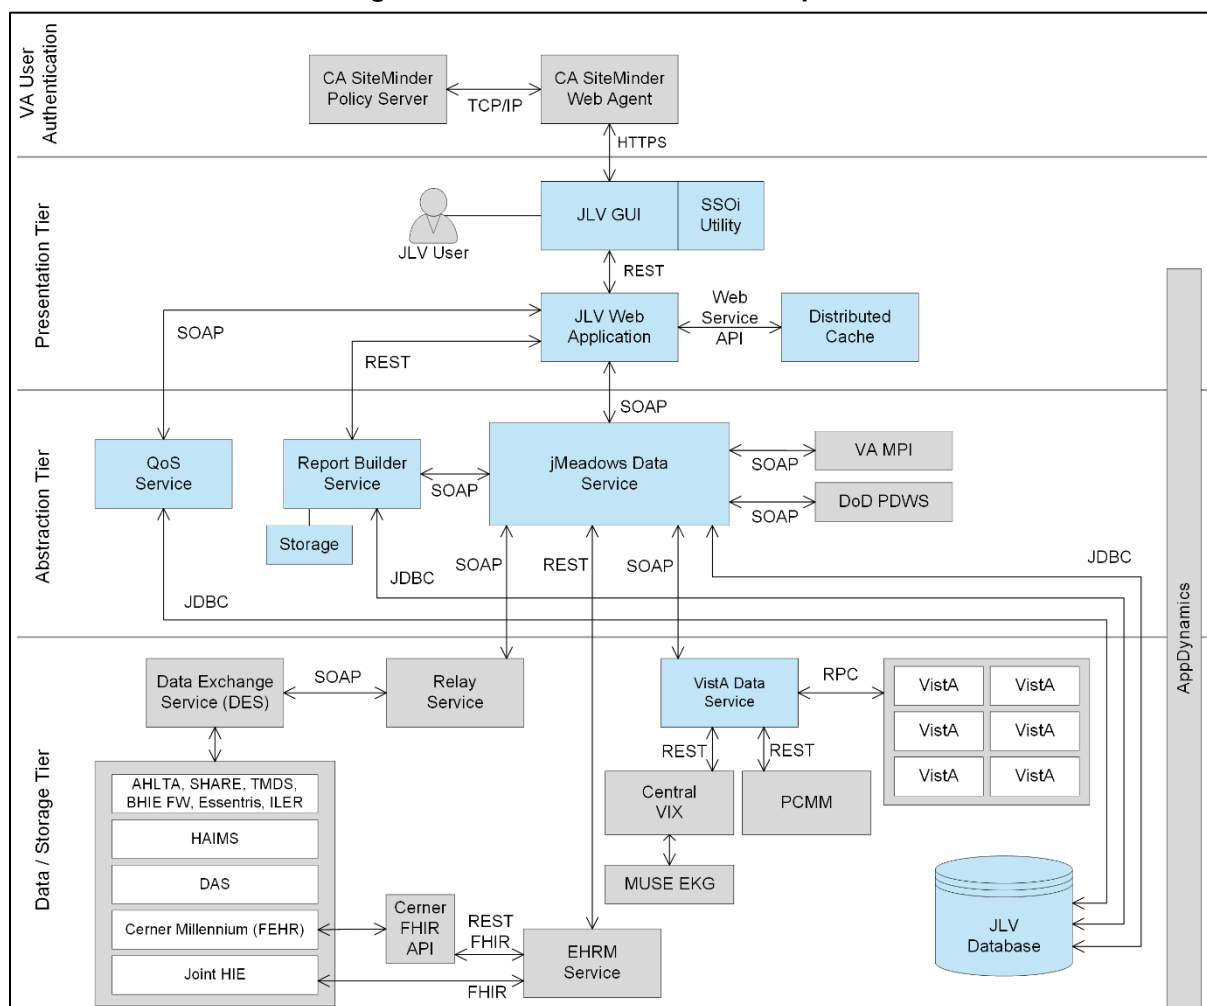 VA User
Authentication
CA SiteMinder
Policy Server
TCP/IP
CA SiteMinder
Web Agent
HTTPS
Presentation Tier
JLV User
JLV GUI
SSOi
Utility
REST
SOAP
REST
JLV Web
Application
Web
Service
API
Distributed
Cache
SOAP
Abstraction Tier
QoS
Service
Report Builder
Service
SOAP
jMeadows Data
Service
SOAP
VA MPI
SOAP
DoD PDWS
Storage
JDBC
JDBC
SOAP
REST
SOAP
JDBC
AppDynamics
Data / Storage Tier
Data Exchange
Service (DES)
SOAP
Relay
Service
VistA Data
Service
RPC
VistA
VistA
VistA
VistA
VistA
VistA
REST
REST
Central
VIX
PCMM
MUSE EKG
AHLTA, SHARE, TMDS,
BHIE FW, Essentris, ILER
HAIMS
DAS
Cerner Millennium (FEHR)
Joint HIE
Cerner
FHIR
API
REST
FHIR
FHIR
EHRM
Service
JLV
Database